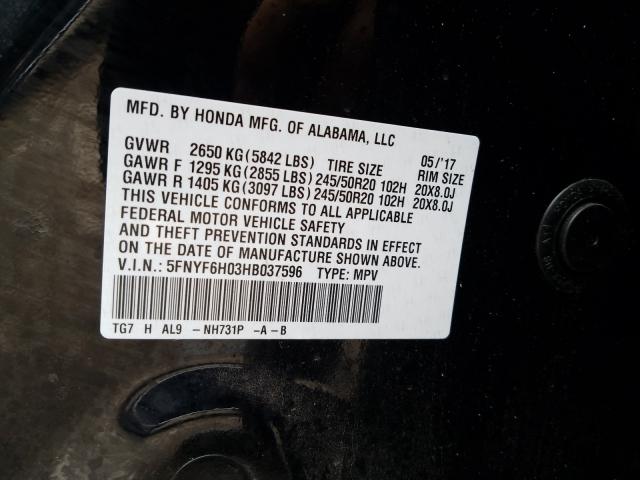 MFD. BY HONDA MFG. OF ALABAMA, LLC 05/'17
GVWR 2650 KG (5842 LBS) TIRE SIZE RIM SIZE
GAWR F 1295 KG (2855 LBS) 245/50R20 102H 20X8.0J
GAWR R 1405 KG (3097 LBS) 245/50R20 102H 20X8.0J
THIS VEHICLE CONFORMS TO ALL APPLICABLE
FEDERAL MOTOR VEHICLE SAFETY
AND THEFT PREVENTION STANDARDS IN EFFECT
ON THE DATE OF MANUFACTURE SHOWN ABOVE.
V.I.N.: 5FNYF6H03HB037596 TYPE: MPV
TG7 H AL9 -NH731P -A-B